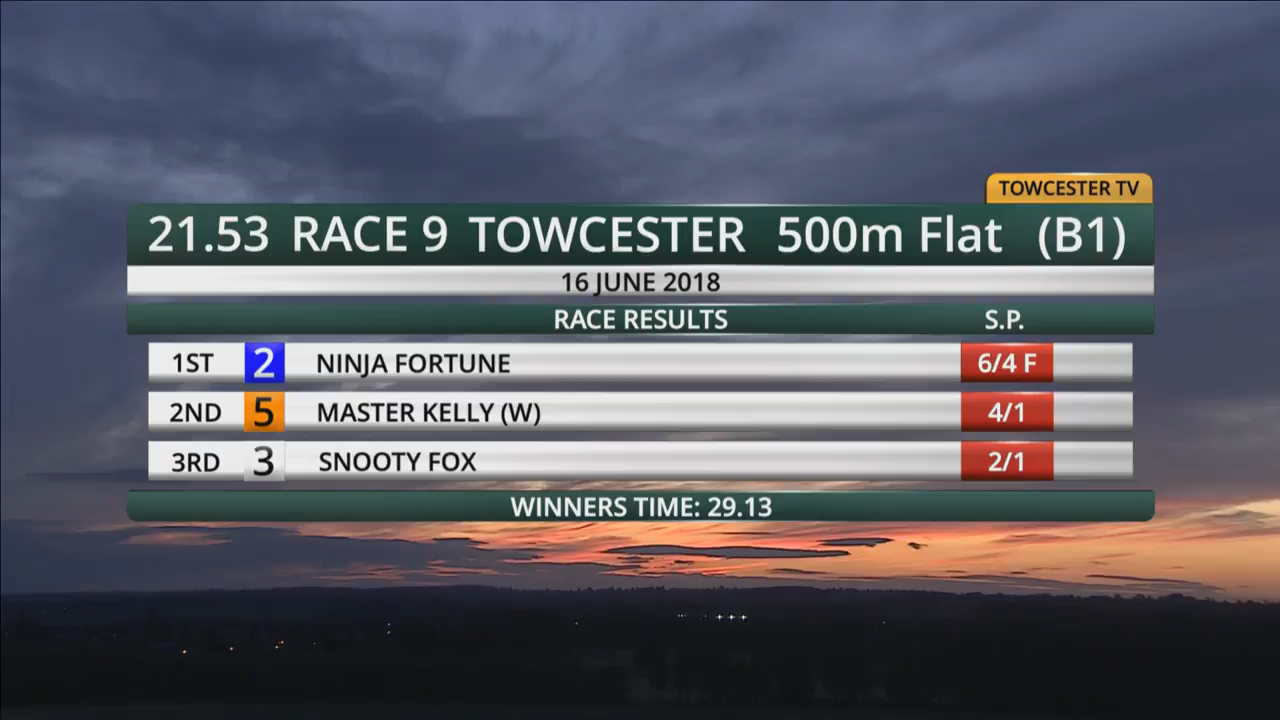 TOWCESTER TV
21.53 RACE 9 TOWCESTER 500m Flat (B1)
16 JUNE 2018
RACE RESULTS S.P.
1ST 2 NINJA FORTUNE 6/4 F
2ND 5 MASTER KELLY (W) 4/1
3RD 3 SNOOTY FOX 2/1
WINNERS TIME: 29.13